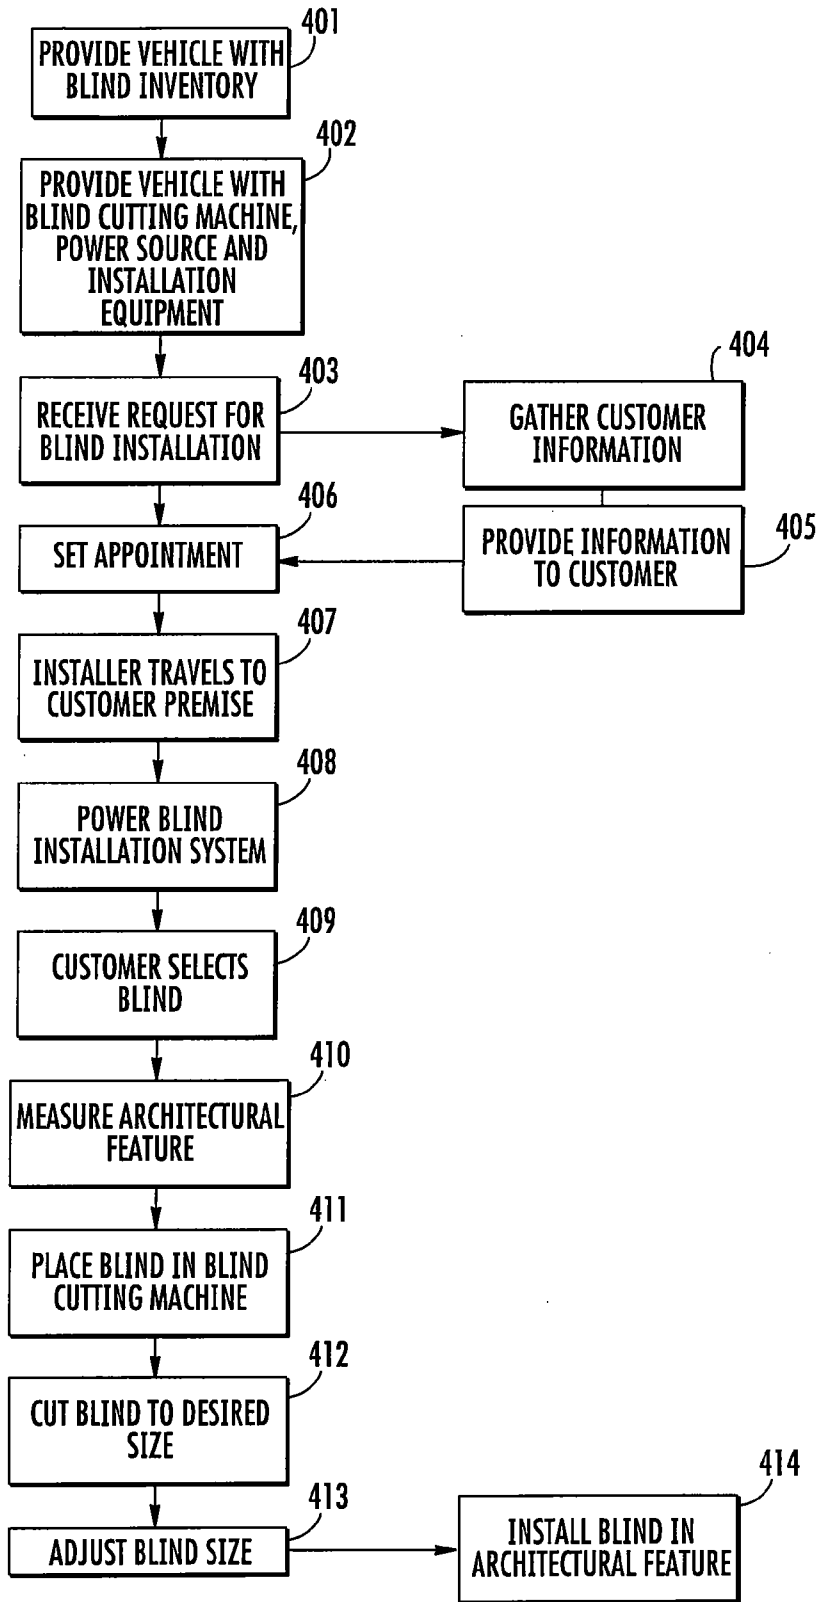 401
PROVIDE VEHICLE WITH
BLIND INVENTORY
402
PROVIDE VEHICLE WITH
BLIND CUTTING MACHINE,
POWER SOURCE AND
INSTALLATION
EQUIPMENT
403
RECEIVE REQUEST FOR
BLIND INSTALLATION
404
GATHER CUSTOMER
INFORMATION
405
PROVIDE INFORMATION
TO CUSTOMER
406
SET APPOINTMENT
407
INSTALLER TRAVELS TO
CUSTOMER PREMISE
408
POWER BLIND
INSTALLATION SYSTEM
409
CUSTOMER SELECTS
BLIND
410
MEASURE ARCHITECTURAL
FEATURE
411
PLACE BLIND IN BLIND
CUTTING MACHINE
412
CUT BLIND TO DESIRED
SIZE
413
ADJUST BLIND SIZE
414
INSTALL BLIND IN
ARCHITECTURAL FEATURE